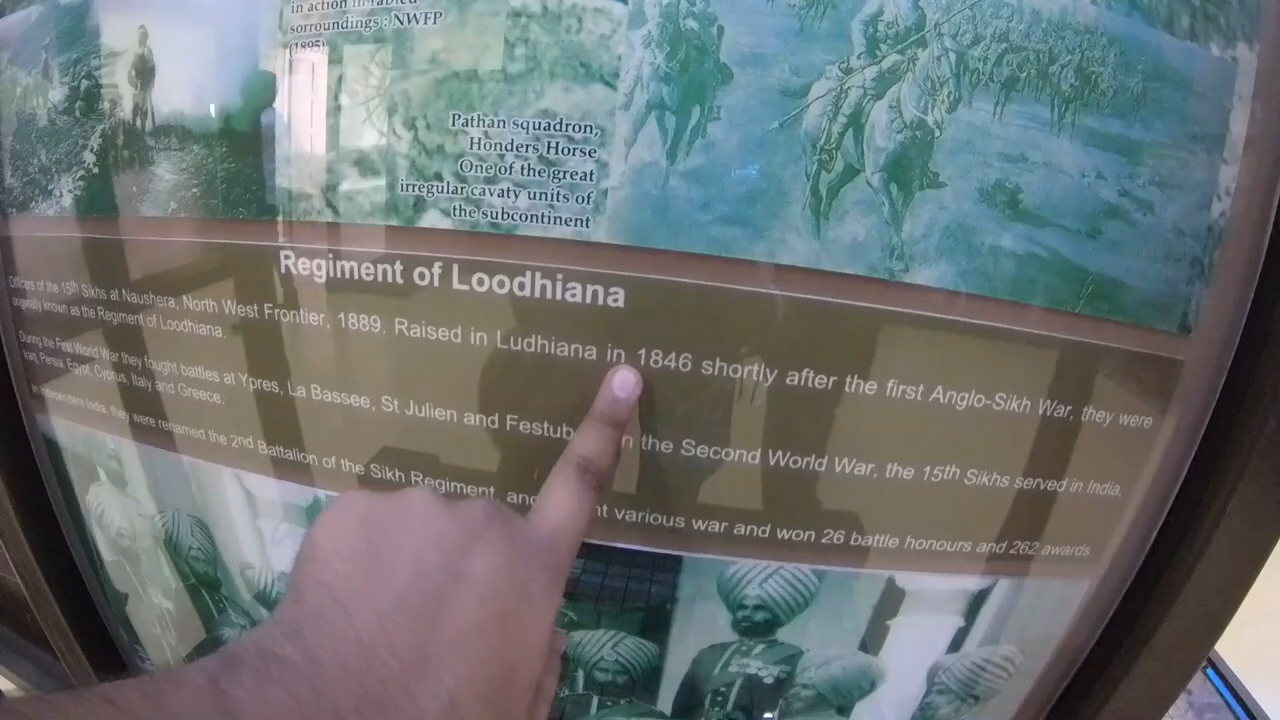 in action in
sorroundings : NWFP
(1895)
Pathan squadron,
Honders Horse
One of the great
irregular cavaty units of
the subcontinent
Regiment of Loodhiana
Officers of the 15th Sikhs at Naushera, North West Frontier, 1889. Raised in Ludhiana in 1846 shortly after the first Anglo-Sikh War, they were
originally known as the Regiment of Loodhiana.
During the First World War they fought battles at Ypres, La Bassee, St Julien and Festub n the Second World War, the 15th Sikhs served in India,
Iraq, Persia, Egypt, Cyprus, Italy and Greece.
In independent India, they were renamed the 2nd Battalion of the Sikh Regiment, and nt various war and won 26 battle honours and 262 awards.